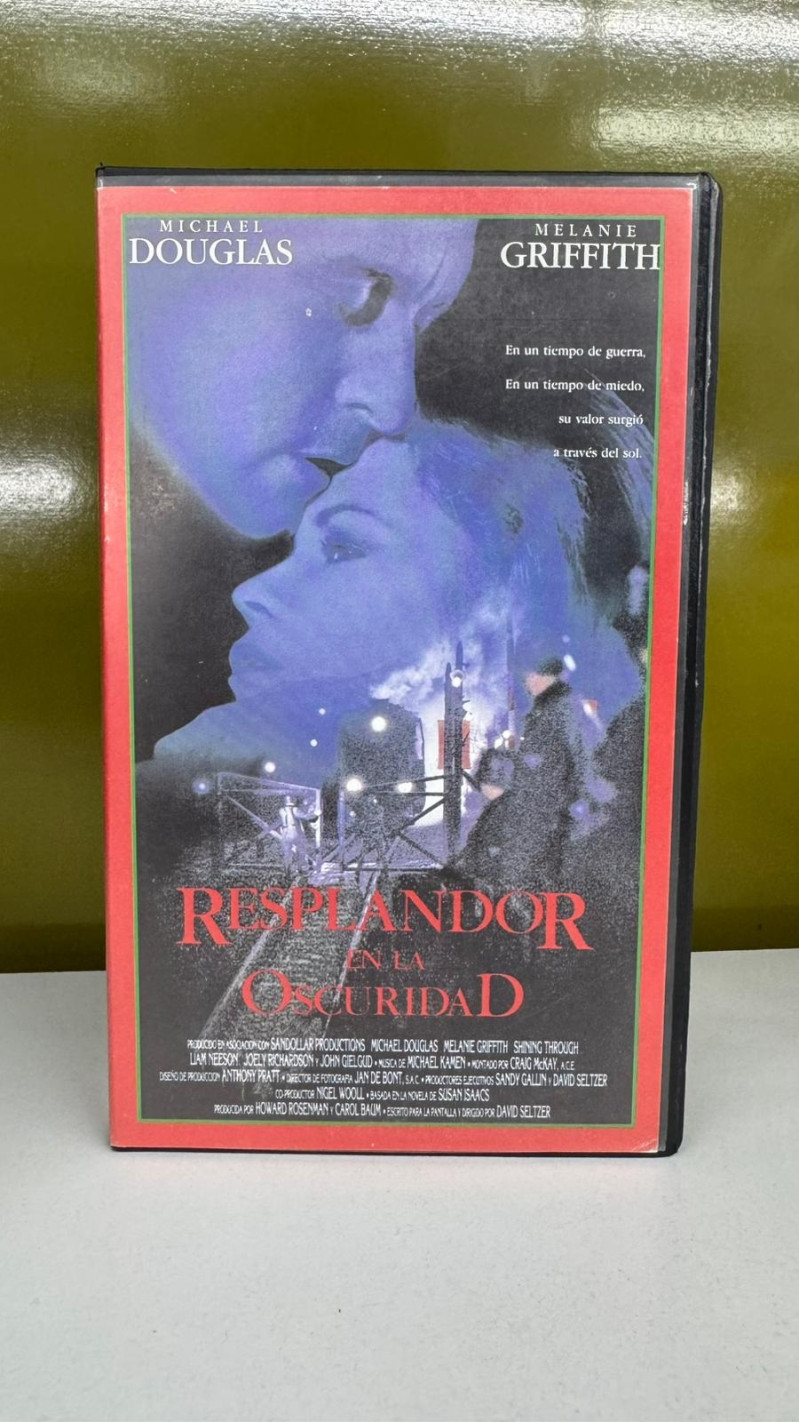 MICHAEL
DOUGLAS
MELANIE
GRIFFITH
En un tiempo de guerra,
En un tiempo de miedo,
su valor surgió
a través del sol.
RESPLANDOR
EN LA
OSCURIDAD
PRODUCIDO EN ASOCIACION CON SANDOLLAR PRODUCTIONS MICHAEL DOUGLAS MELANIE GRIFFITH SHINING THROUGH
LIAM NEESON JOELY RICHARDSON Y JOHN GIELGUD • MUSICA DE MICHAEL KAMEN • MONTADO POR CRAIG McKAY, A.C.E.
DISEÑO DE PRODUCCION ANTHONY PRATT • DIRECTOR DE FOTOGRAFIA JAN DE BONT, S.A.C. • PRODUCTORES EJECUTIVOS SANDY GALLIN Y DAVID SELTZER
CO-PRODUCTOR NIGEL WOOLL • BASADA EN LA NOVELA DE SUSAN ISAACS
PRODUCIDA POR HOWARD ROSENMAN Y CAROL BAUM • ESCRITO PARA LA PANTALLA Y DIRIGIDO POR DAVID SELTZER